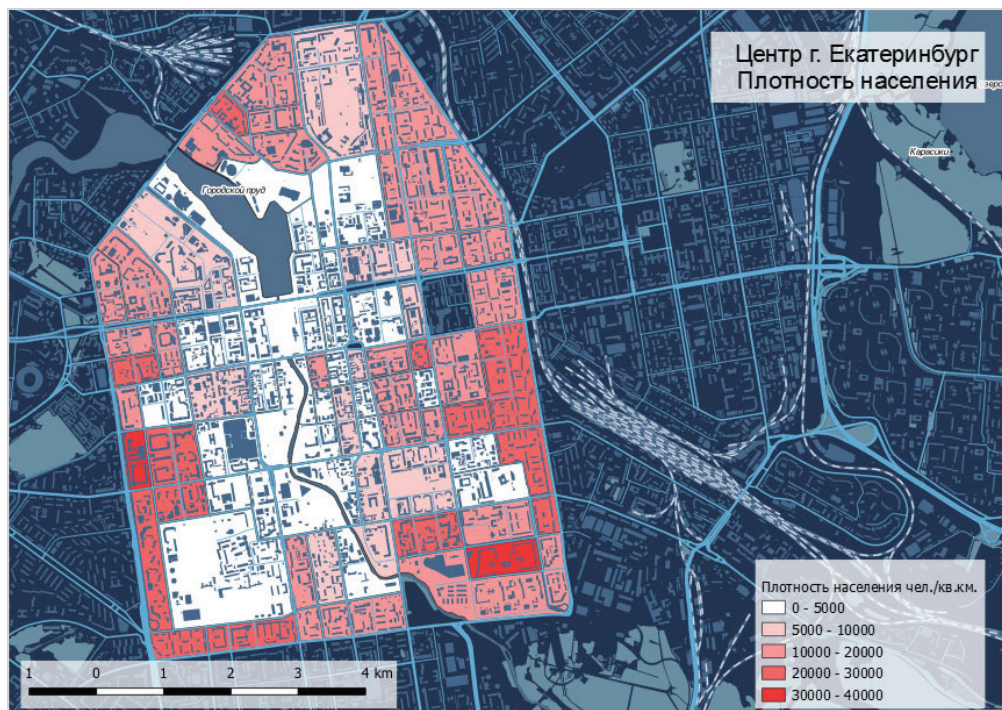 Центр г. Екатеринбург
Плотность населения
Карасики
Городской пруд
Плотность населения чел./кв.км.
0 - 5000
5000 - 10000
10000 - 20000
20000 - 30000
30000 - 40000
1 0 1 2 3 4 km